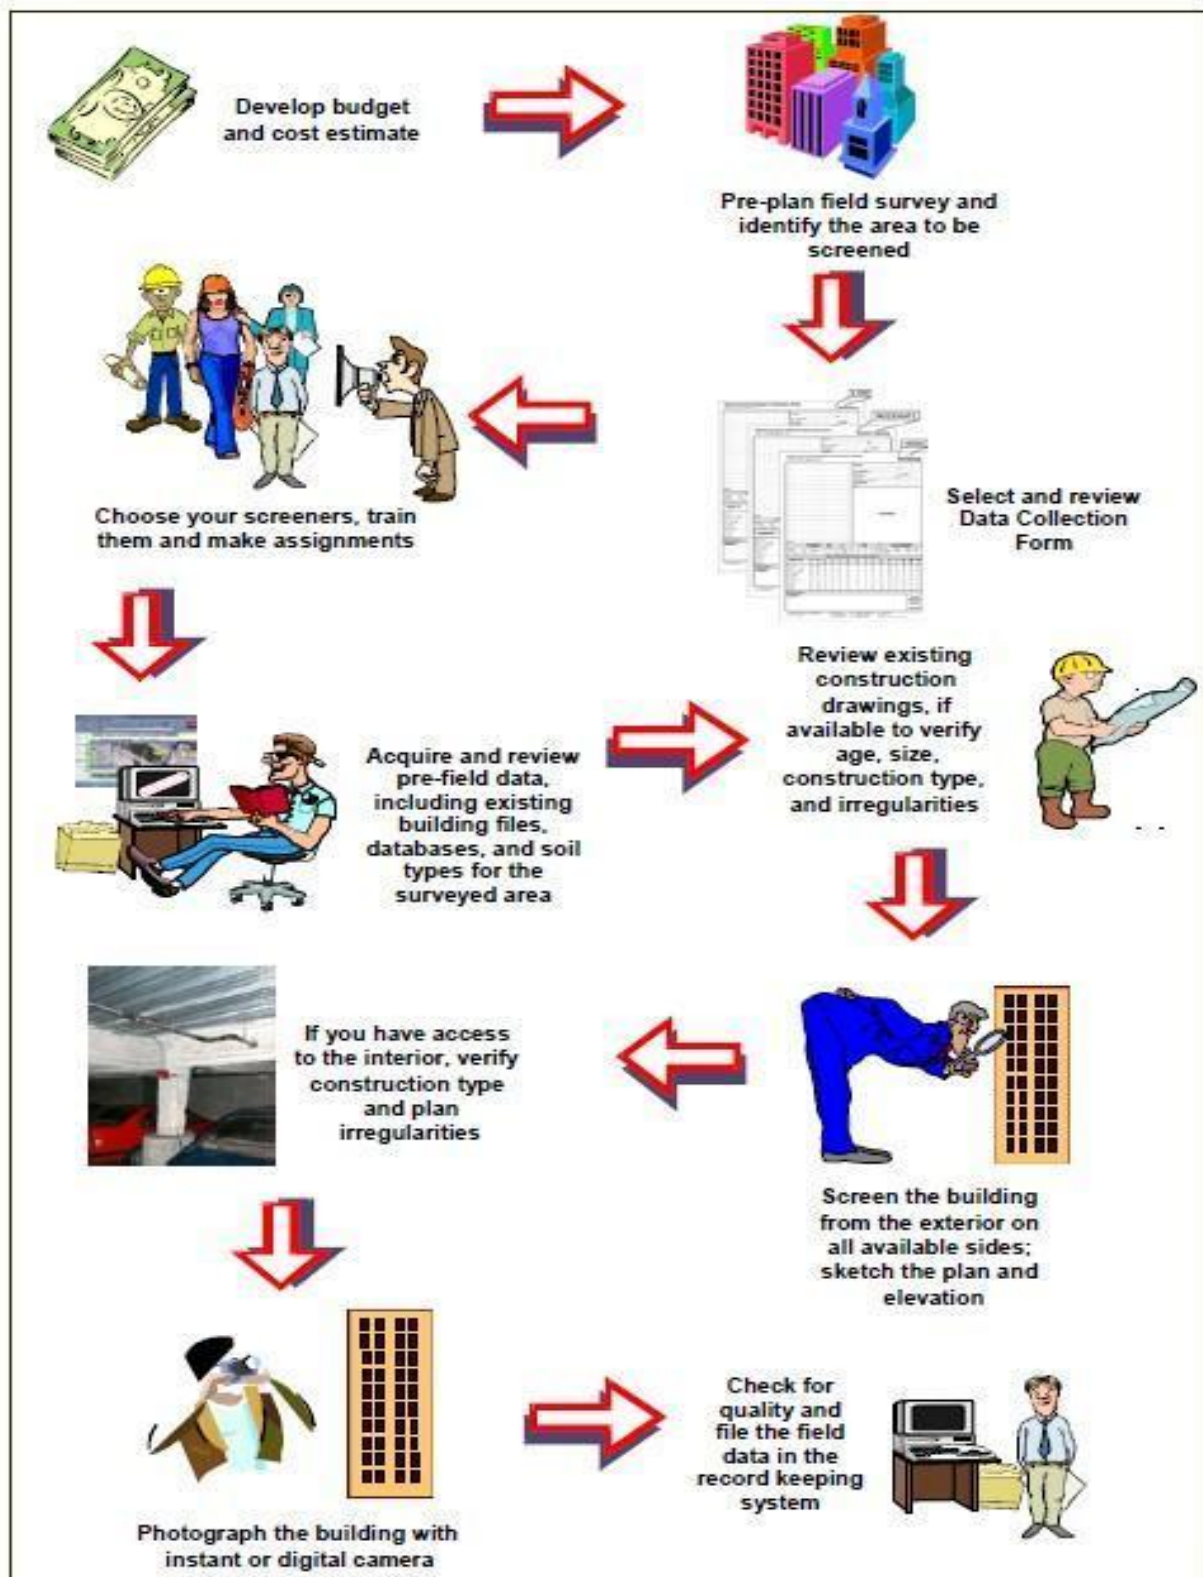 Develop budget
and cost estimate
Pre-plan field survey and
identify the area to be
screened
Select and review
Data Collection
Form
Choose your screeners, train
them and make assignments
Acquire and review
pre-field data,
including existing
building files,
databases, and soil
types for the
surveyed area
Review existing
construction
drawings, if
available to verify
age, size,
construction type,
and irregularities
Screen the building
from the exterior on
all available sides;
sketch the plan and
elevation
If you have access
to the interior, verify
construction type
and plan
irregularities
Photograph the building with
instant or digital camera
Check for
quality and
file the field
data in the
record keeping
system